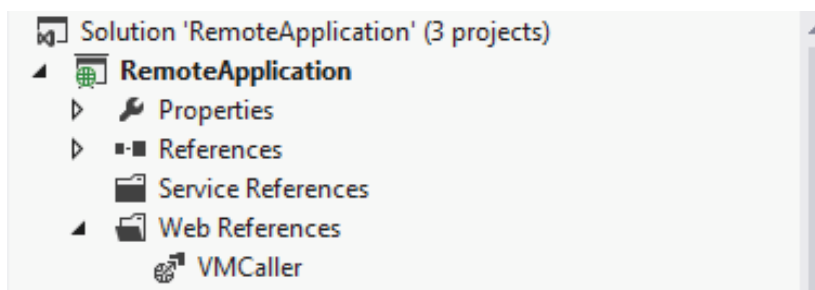 Solution 'RemoteApplication' (3 projects)
RemoteApplication
Properties
References
Service References
Web References
VMCaller